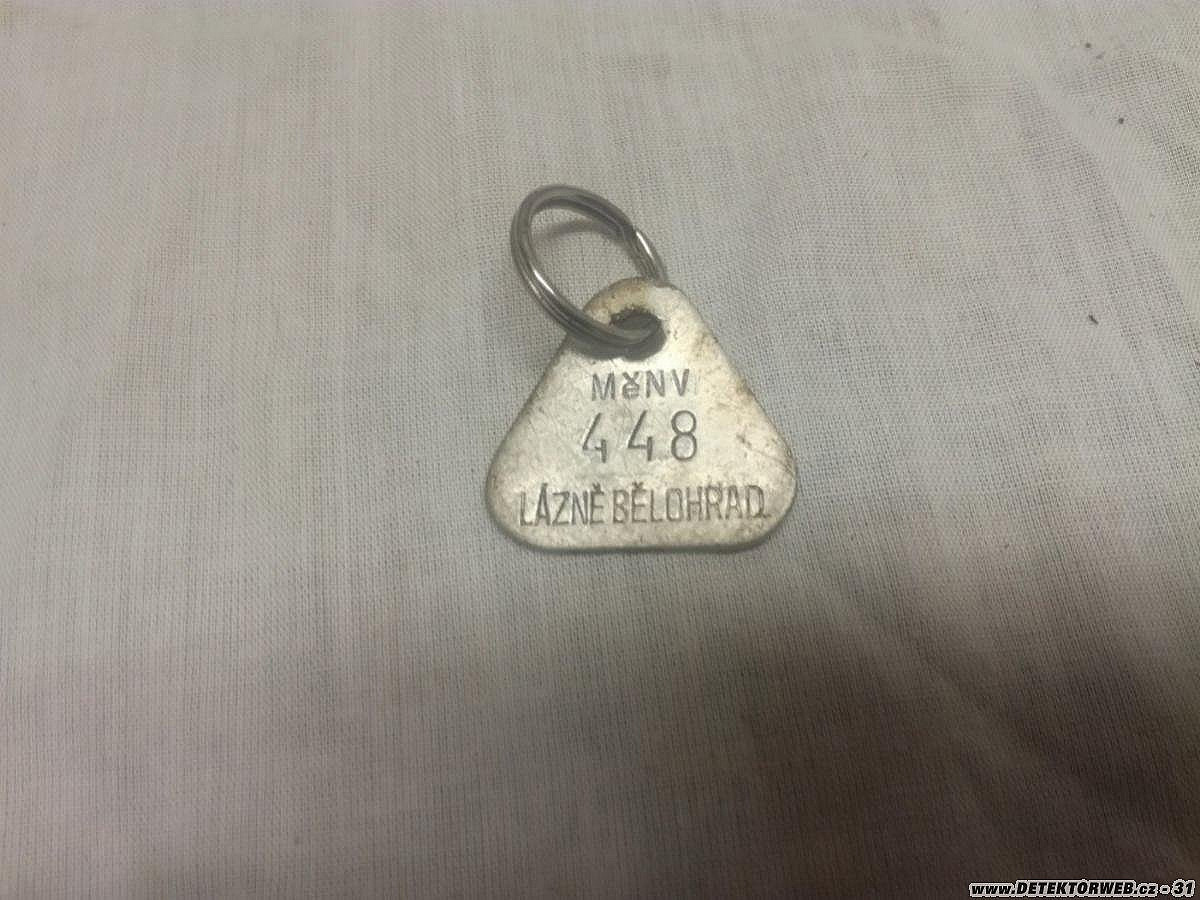 MěNV
448
LÁZNĚ BĚLOHRAD
www.DETEKTORWEB.cz - 31